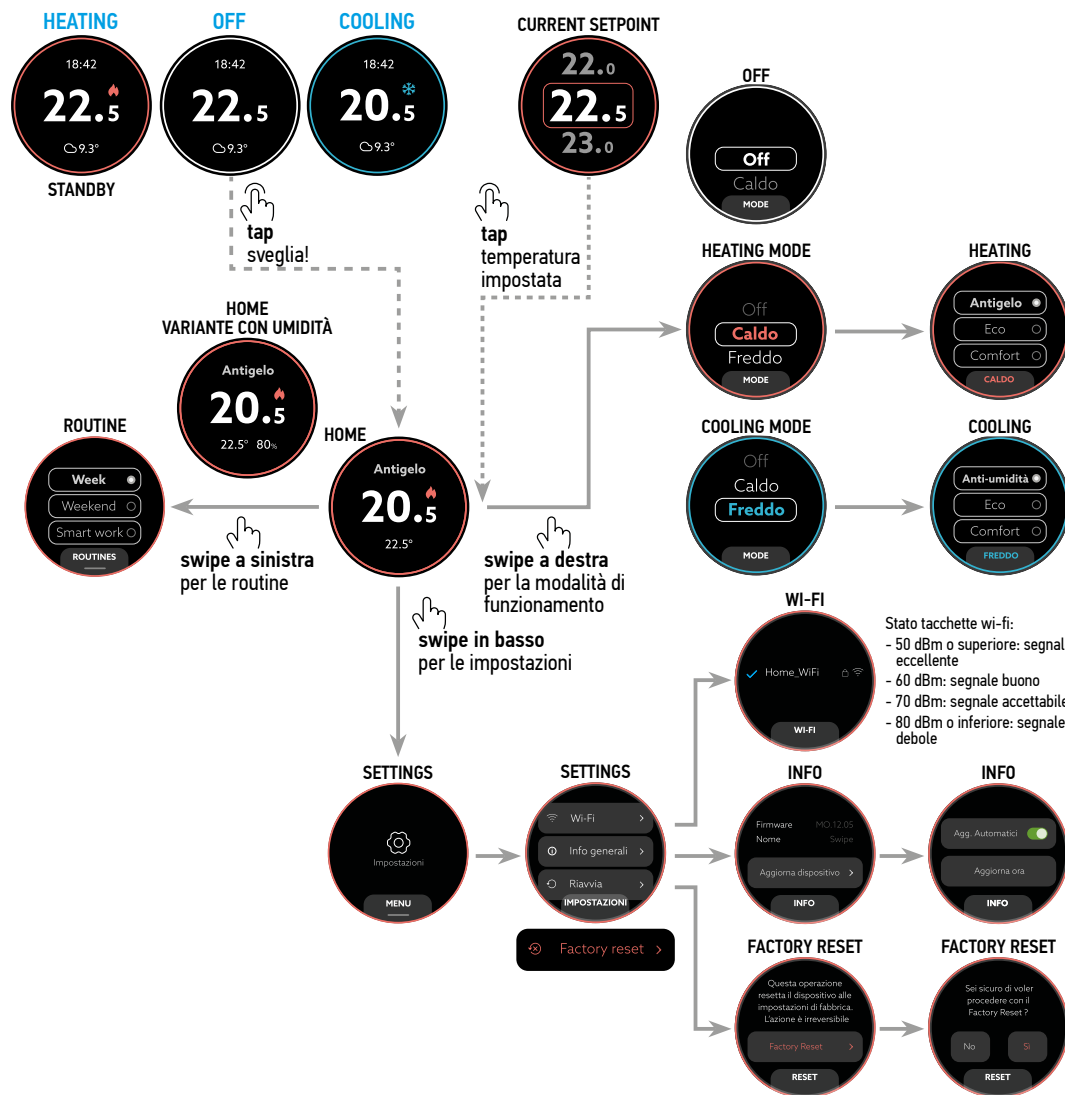 HEATING
OFF
COOLING
CURRENT SETPOINT
18:42
22.5
9.3°
STANDBY
18:42
22.5
9.3°
18:42
20.5
9.3°
22.0
22.5
23.0
OFF
Off
Caldo
MODE
tap
sveglia!
tap
temperatura
impostata
HEATING MODE
Off
Caldo
Freddo
MODE
HEATING
Antigelo
Eco
Comfort
CALDO
HOME
VARIANTE CON UMIDITÀ
Antigelo
20.5
22.5° 80%
ROUTINE
Week
Weekend
Smart work
ROUTINES
HOME
Antigelo
20.5
22.5°
COOLING MODE
Off
Caldo
Freddo
MODE
COOLING
Anti-umidità
Eco
Comfort
FREDDO
swipe a sinistra
per le routine
swipe a destra
per la modalità di
funzionamento
swipe in basso
per le impostazioni
WI-FI
Home_WiFi
WI-FI
Stato tacchette wi-fi:
- 50 dBm o superiore: segnal
eccellente
- 60 dBm: segnale buono
- 70 dBm: segnale accettabile
- 80 dBm o inferiore: segnale
debole
SETTINGS
Impostazioni
MENU
SETTINGS
Wi-Fi
Info generali
Riavvia
IMPOSTAZIONI
Factory reset
INFO
Firmware MO.12.05
Nome Swipe
Aggiorna dispositivo
INFO
INFO
Agg. Automatici
Aggiorna ora
INFO
FACTORY RESET
Questa operazione
resetta il dispositivo alle
impostazioni di fabbrica.
L'azione è irreversibile
Factory Reset
RESET
FACTORY RESET
Sei sicuro di voler
procedere con il
Factory Reset ?
No
Sì
RESET